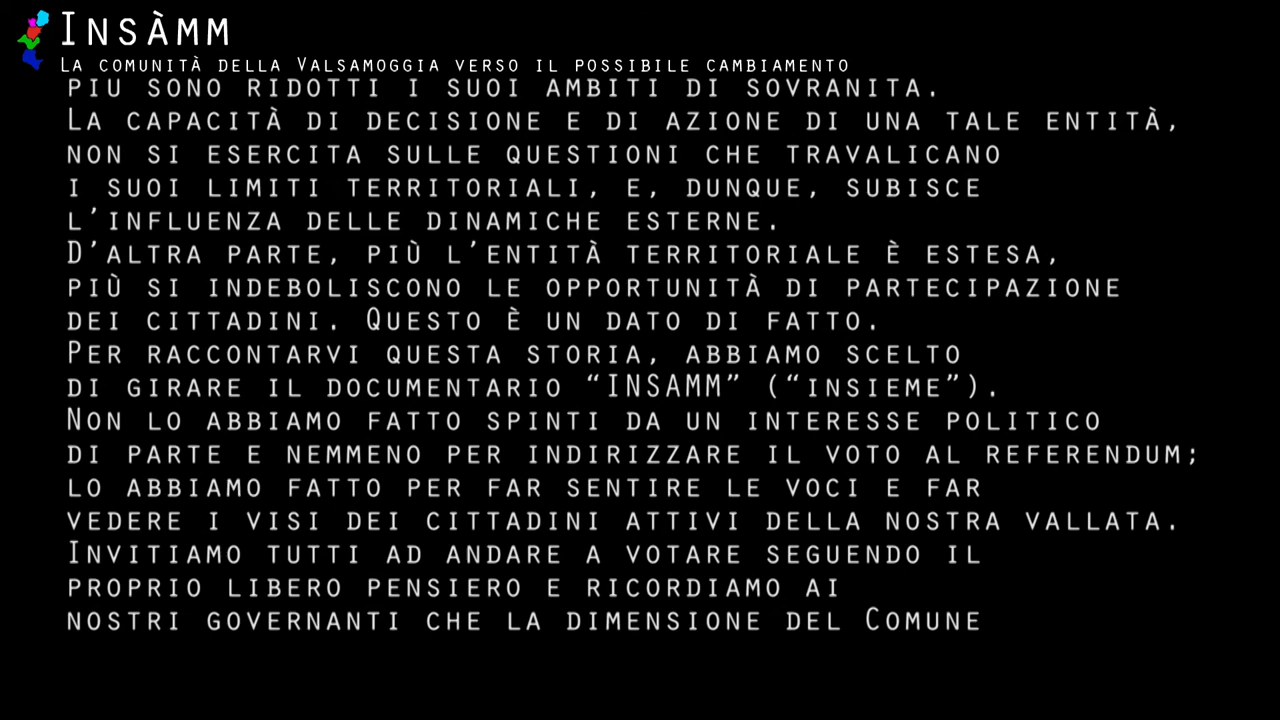 Insàmm
La comunità della Valsamoggia verso il possibile cambiamento
più sono ridotti i suoi ambiti di sovranità.
La capacità di decisione e di azione di una tale entità,
non si esercita sulle questioni che travalicano
i suoi limiti territoriali, e, dunque, subisce
l'influenza delle dinamiche esterne.
D'altra parte, più l'entità territoriale è estesa,
più si indeboliscono le opportunità di partecipazione
dei cittadini. Questo è un dato di fatto.
Per raccontarvi questa storia, abbiamo scelto
di girare il documentario “INSAMM” (“insieme”).
Non lo abbiamo fatto spinti da un interesse politico
di parte e nemmeno per indirizzare il voto al referendum;
lo abbiamo fatto per far sentire le voci e far
vedere i visi dei cittadini attivi della nostra vallata.
Invitiamo tutti ad andare a votare seguendo il
proprio libero pensiero e ricordiamo ai
nostri governanti che la dimensione del Comune